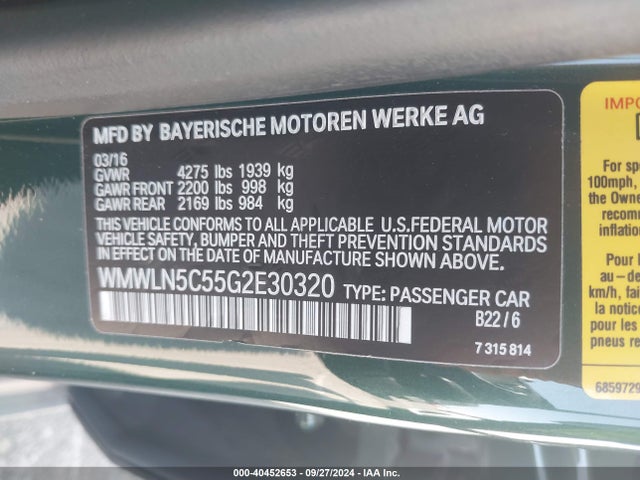 MFD BY BAYERISCHE MOTOREN WERKE AG
03/16
GVWR 4275 lbs 1939 kg
GAWR FRONT 2200 lbs 998 kg
GAWR REAR 2169 lbs 984 kg
THIS VEHICLE CONFORMS TO ALL APPLICABLE U.S.FEDERAL MOTOR
VEHICLE SAFETY, BUMPER AND THEFT PREVENTION STANDARDS
IN EFFECT ON THE DATE OF MANUFACTURE SHOWN ABOVE.
WMWLN5C55G2E30320 TYPE: PASSENGER CAR
B22/6
7 315 814
IMPO
For spe
100mph,
the Owne
recomm
inflation
Pour
au-de
km/h, fai
la notice
pour les
pneus re
6859729
000-40452653 - 09/27/2024 - IAA Inc.